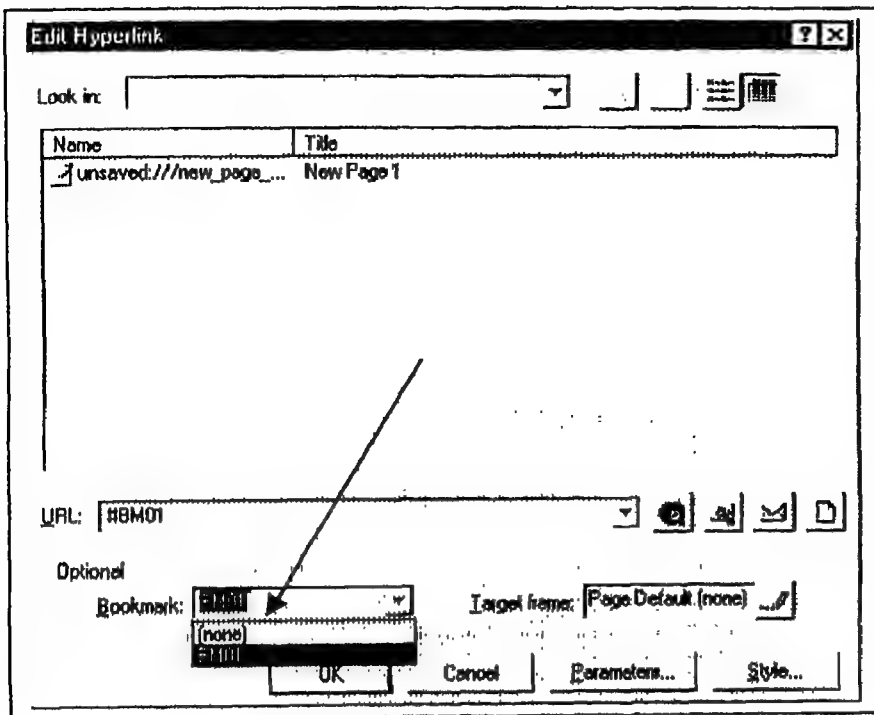 Edit Hyperlink
Look in:
Name Title
unsaved:///new_page_... New Page 1
URL: #BM01
Optional
Bookmark: Target frame: Page Default (none)
(none)
OK Cancel Parameters... Style...